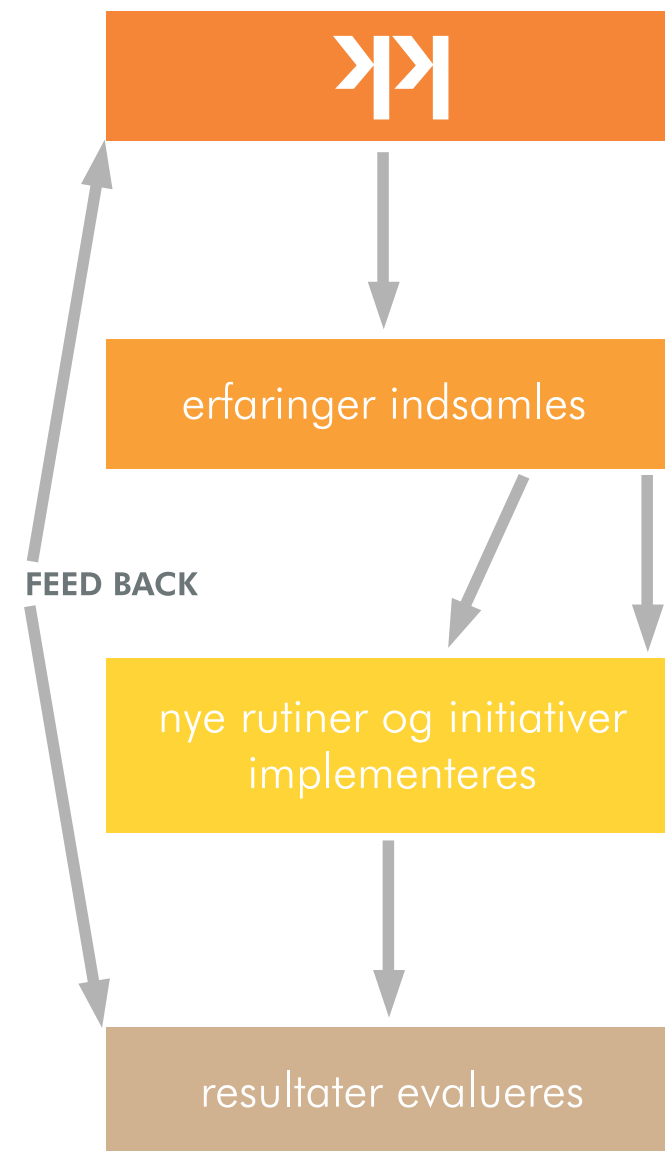 erfaringer indsamles
FEED BACK
nye rutiner og initiativer
implementeres
resultater evalueres